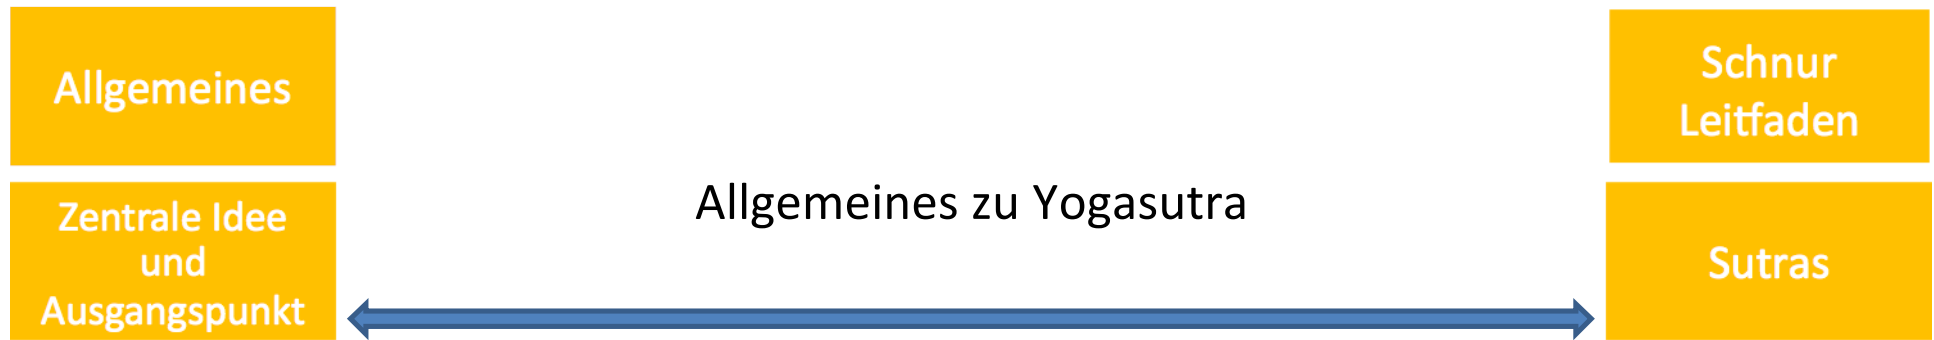 Allgemeines
Schnur
Leitfaden
Allgemeines zu Yogasutra
Zentrale Idee
und
Ausgangspunkt
Sutras